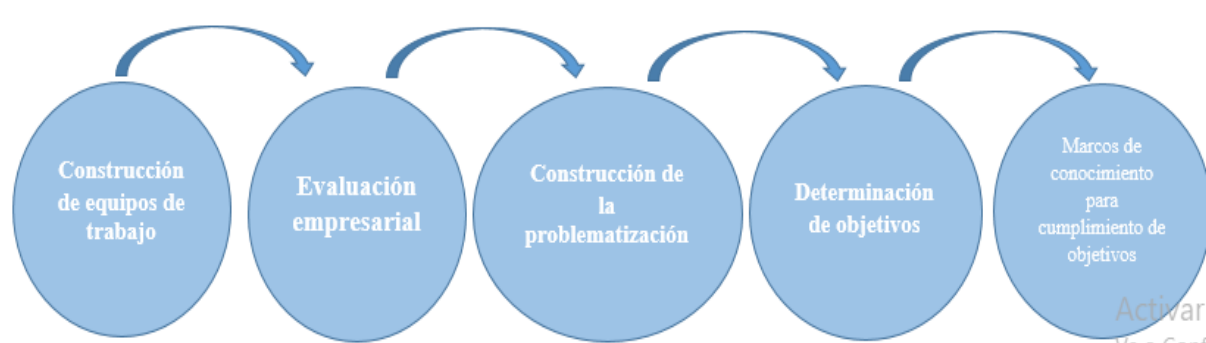 Construcción
de equipos de
trabajo
Evaluación
empresarial
Construcción de
la
problematización
Determinación
de objetivos
Marcos de
conocimiento
para
cumplimiento de
objetivos
Activar